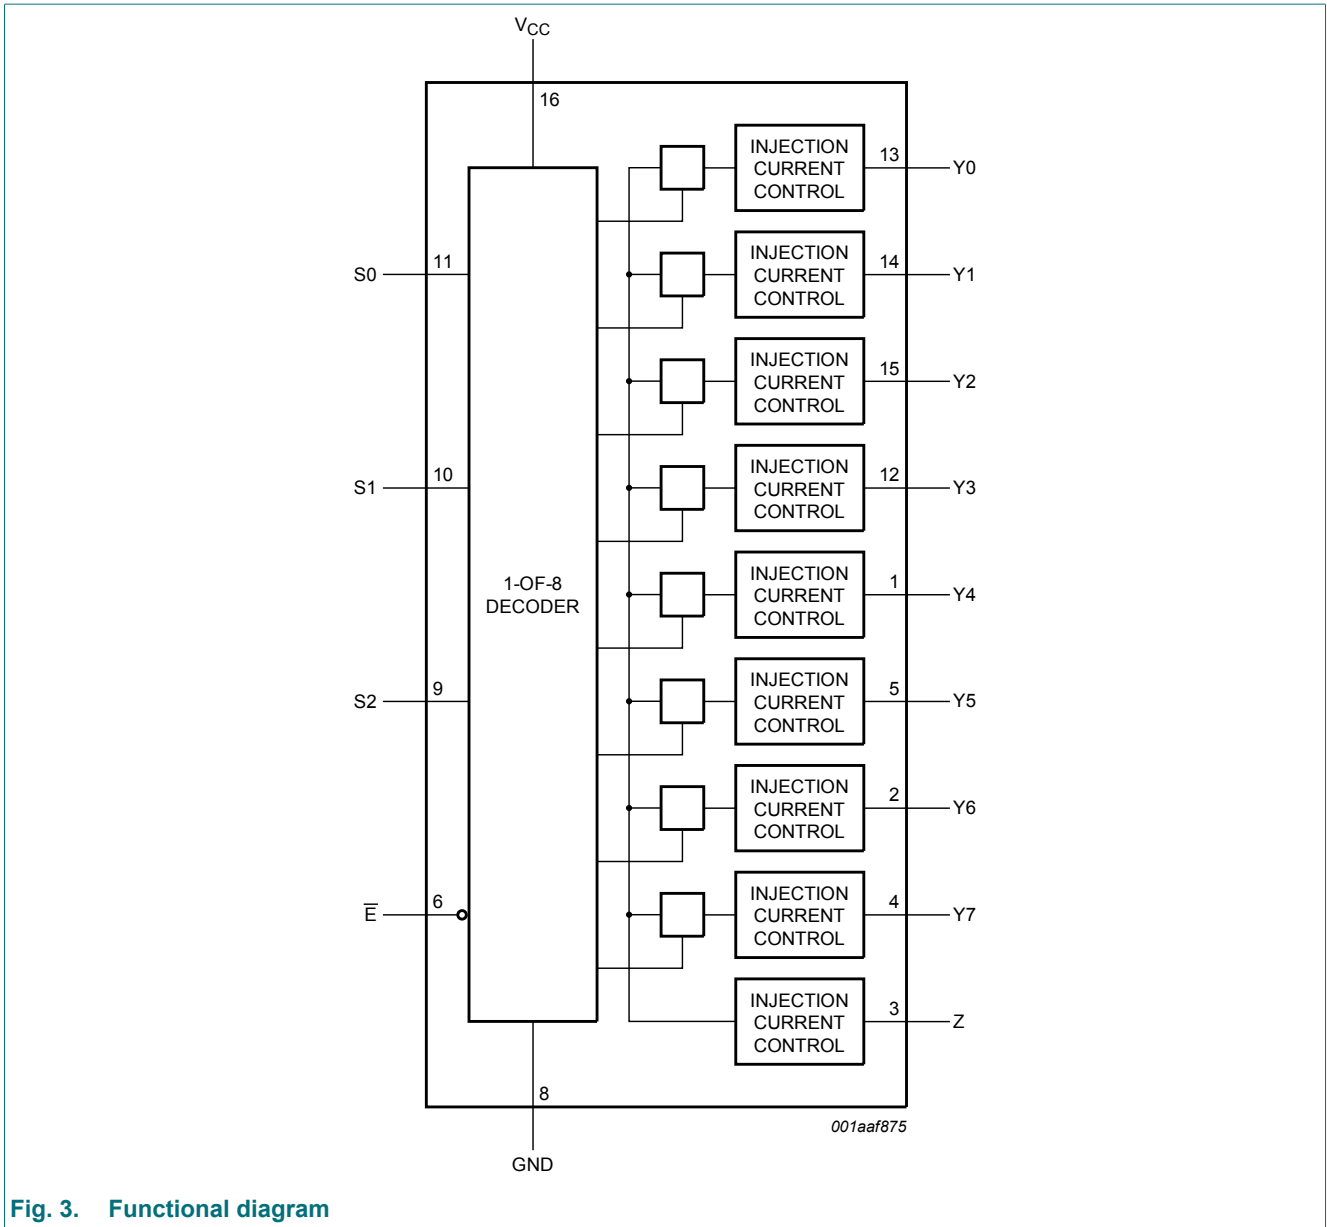 VCC
16
INJECTION
CURRENT
CONTROL
13
Y0
S0
11
INJECTION
CURRENT
CONTROL
14
Y1
INJECTION
CURRENT
CONTROL
15
Y2
S1
10
INJECTION
CURRENT
CONTROL
12
Y3
1-OF-8
DECODER
INJECTION
CURRENT
CONTROL
1
Y4
S2
9
INJECTION
CURRENT
CONTROL
5
Y5
INJECTION
CURRENT
CONTROL
2
Y6
E̅
6
INJECTION
CURRENT
CONTROL
4
Y7
INJECTION
CURRENT
CONTROL
3
Z
8
GND
001aaf875
Fig. 3. Functional diagram